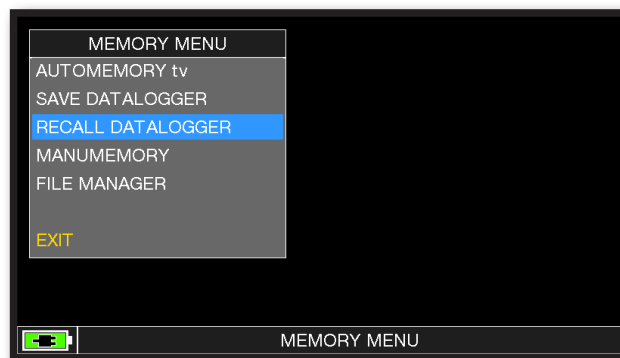 MEMORY MENU
AUTOMEMORY tv
SAVE DATALOGGER
RECALL DATALOGGER
MANUMEMORY
FILE MANAGER
EXIT
MEMORY MENU